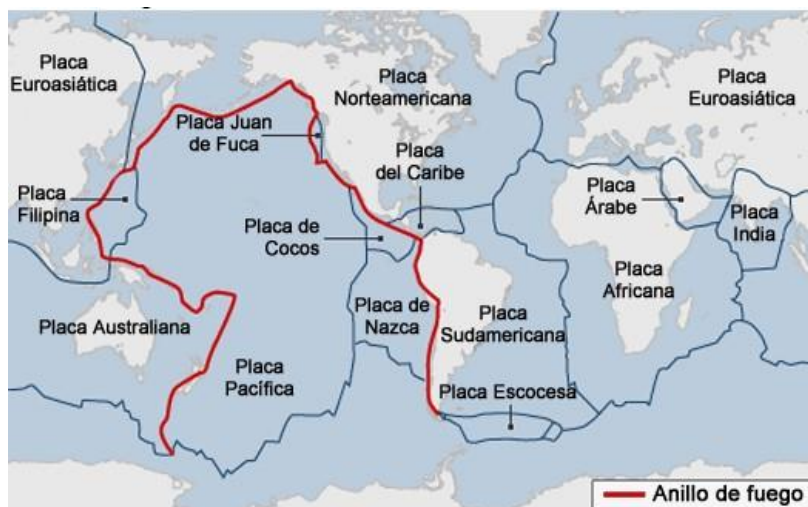 Placa
Euroasiática
Placa
Norteamericana
Placa
Euroasiática
Placa Juan
de Fuca
Placa
del Caribe
Placa
Filipina
Placa de
Cocos
Placa
Árabe
Placa
India
Placa
Africana
Placa Australiana
Placa de
Nazca
Placa
Sudamericana
Placa
Pacífica
Placa Escocesa
Anillo de fuego